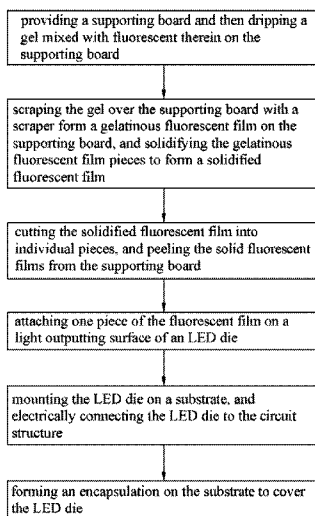 providing a supporting board and then dripping a
gel mixed with fluorescent therein on the
supporting board
scraping the gel over the supporting board with a
scraper form a gelatinous fluorescent film on the
supporting board, and solidifying the gelatinous
fluorescent film pieces to form a solidified
fluorescent film
cutting the solidified fluorescent film into
individual pieces, and peeling the solid fluorescent
films from the supporting board
attaching one piece of the fluorescent film on a
light outputting surface of an LED die
mounting the LED die on a substrate, and
electrically connecting the LED die to the circuit
structure
forming an encapsulation on the substrate to cover
the LED die